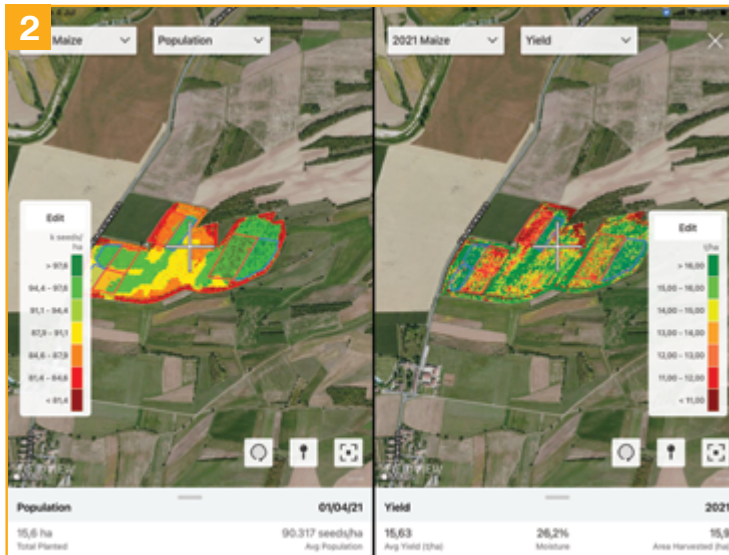 2
Maize
Population
2021 Maize
Yield
Edit
k seeds/
ha
> 97,6
94,4 – 97,6
91,1 – 94,4
87,9 – 91,1
84,6 – 87,9
81,4 – 84,6
< 81,4
Edit
t/ha
> 16,00
15,00 – 16,00
14,00 – 15,00
13,00 – 14,00
12,00 – 13,00
11,00 – 12,00
< 11,00
Population
01/04/21
15,6 ha
90.317 seeds/ha
Total Planted
Avg Population
Yield
2021
15,63
26,2%
15,9
Avg Yield (t/ha)
Moisture
Area Harvested (ha)